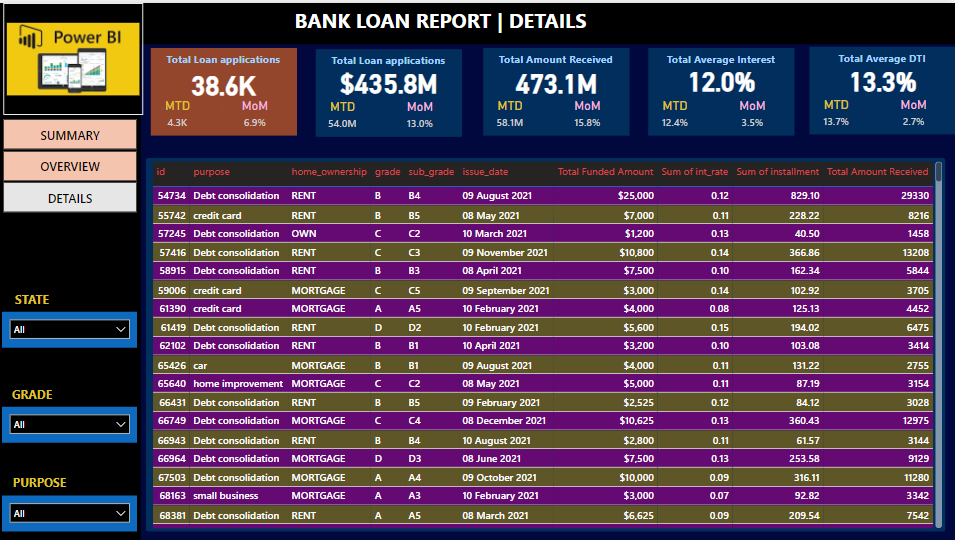 BANK LOAN REPORT | DETAILS
Power BI
SUMMARY
OVERVIEW
DETAILS
STATE
All
GRADE
All
PURPOSE
All
Total Loan applications
38.6K
MTD MoM
4.3K 6.9%
Total Loan applications
$435.8M
MTD MoM
54.0M 13.0%
Total Amount Received
473.1M
MTD MoM
58.1M 15.8%
Total Average Interest
12.0%
MTD MoM
12.4% 3.5%
Total Average DTI
13.3%
MTD MoM
13.7% 2.7%
id purpose home_ownership grade sub_grade issue_date Total Funded Amount Sum of int_rate Sum of installment Total Amount Received
54734 Debt consolidation RENT B B4 09 August 2021 $25,000 0.12 829.10 29330
55742 credit card RENT B B5 08 May 2021 $7,000 0.11 228.22 8216
57245 Debt consolidation OWN C C2 10 March 2021 $1,200 0.13 40.50 1458
57416 Debt consolidation RENT C C3 09 November 2021 $10,800 0.14 366.86 13208
58915 Debt consolidation RENT B B3 08 April 2021 $7,500 0.10 162.34 5844
59006 credit card MORTGAGE C C5 09 September 2021 $3,000 0.14 102.92 3705
61390 credit card MORTGAGE A A5 10 February 2021 $4,000 0.08 125.13 4452
61419 Debt consolidation RENT D D2 10 February 2021 $5,600 0.15 194.02 6475
62102 Debt consolidation RENT B B1 10 April 2021 $3,200 0.10 103.08 3414
65426 car MORTGAGE B B1 09 August 2021 $4,000 0.11 131.22 2755
65640 home improvement MORTGAGE C C2 08 May 2021 $5,000 0.11 87.19 3154
66431 Debt consolidation RENT B B5 09 February 2021 $2,525 0.12 84.12 3028
66749 Debt consolidation MORTGAGE C C4 08 December 2021 $10,625 0.13 360.43 12975
66943 Debt consolidation RENT B B4 10 August 2021 $2,800 0.11 61.57 3144
66964 Debt consolidation MORTGAGE D D3 08 June 2021 $7,500 0.13 253.58 9129
67503 Debt consolidation MORTGAGE A A4 09 October 2021 $10,000 0.09 316.11 11280
68163 small business MORTGAGE A A3 10 February 2021 $3,000 0.07 92.82 3342
68381 Debt consolidation RENT A A5 08 March 2021 $6,625 0.09 209.54 7542